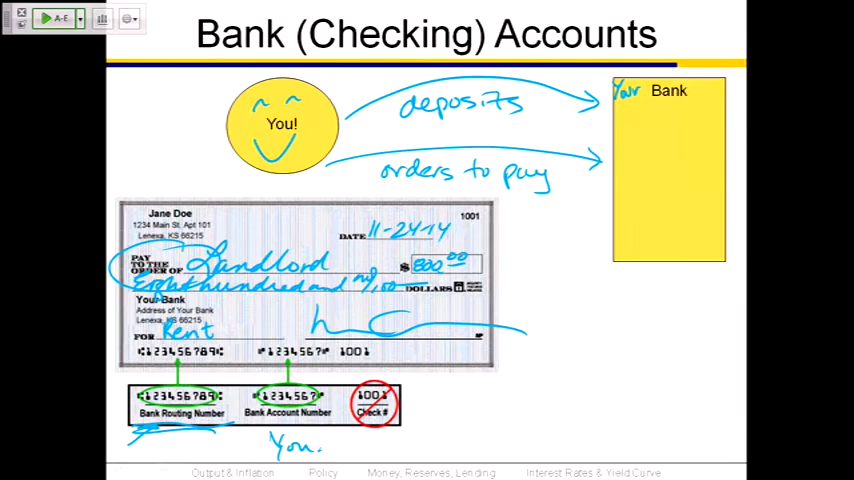 A-E
Bank (Checking) Accounts
You!
deposits
Your Bank
orders to pay
Jane Doe
1234 Main St, Apt 101
Lenexa, KS 66215
1001
DATE 11-24-14
PAY
TO THE
ORDER OF Landlord $ 800.00
Eight hundred and no/100 DOLLARS
Your Bank
Address of Your Bank
Lenexa, KS 66215
FOR Rent
⑆123456789⑆ ⑈1234567⑈ 1001
⑆123456789⑆ ⑈1234567⑈ 1001
Bank Routing Number Bank Account Number Check #
You.
Output & Inflation Policy Money, Reserves, Lending Interest Rates & Yield Curve